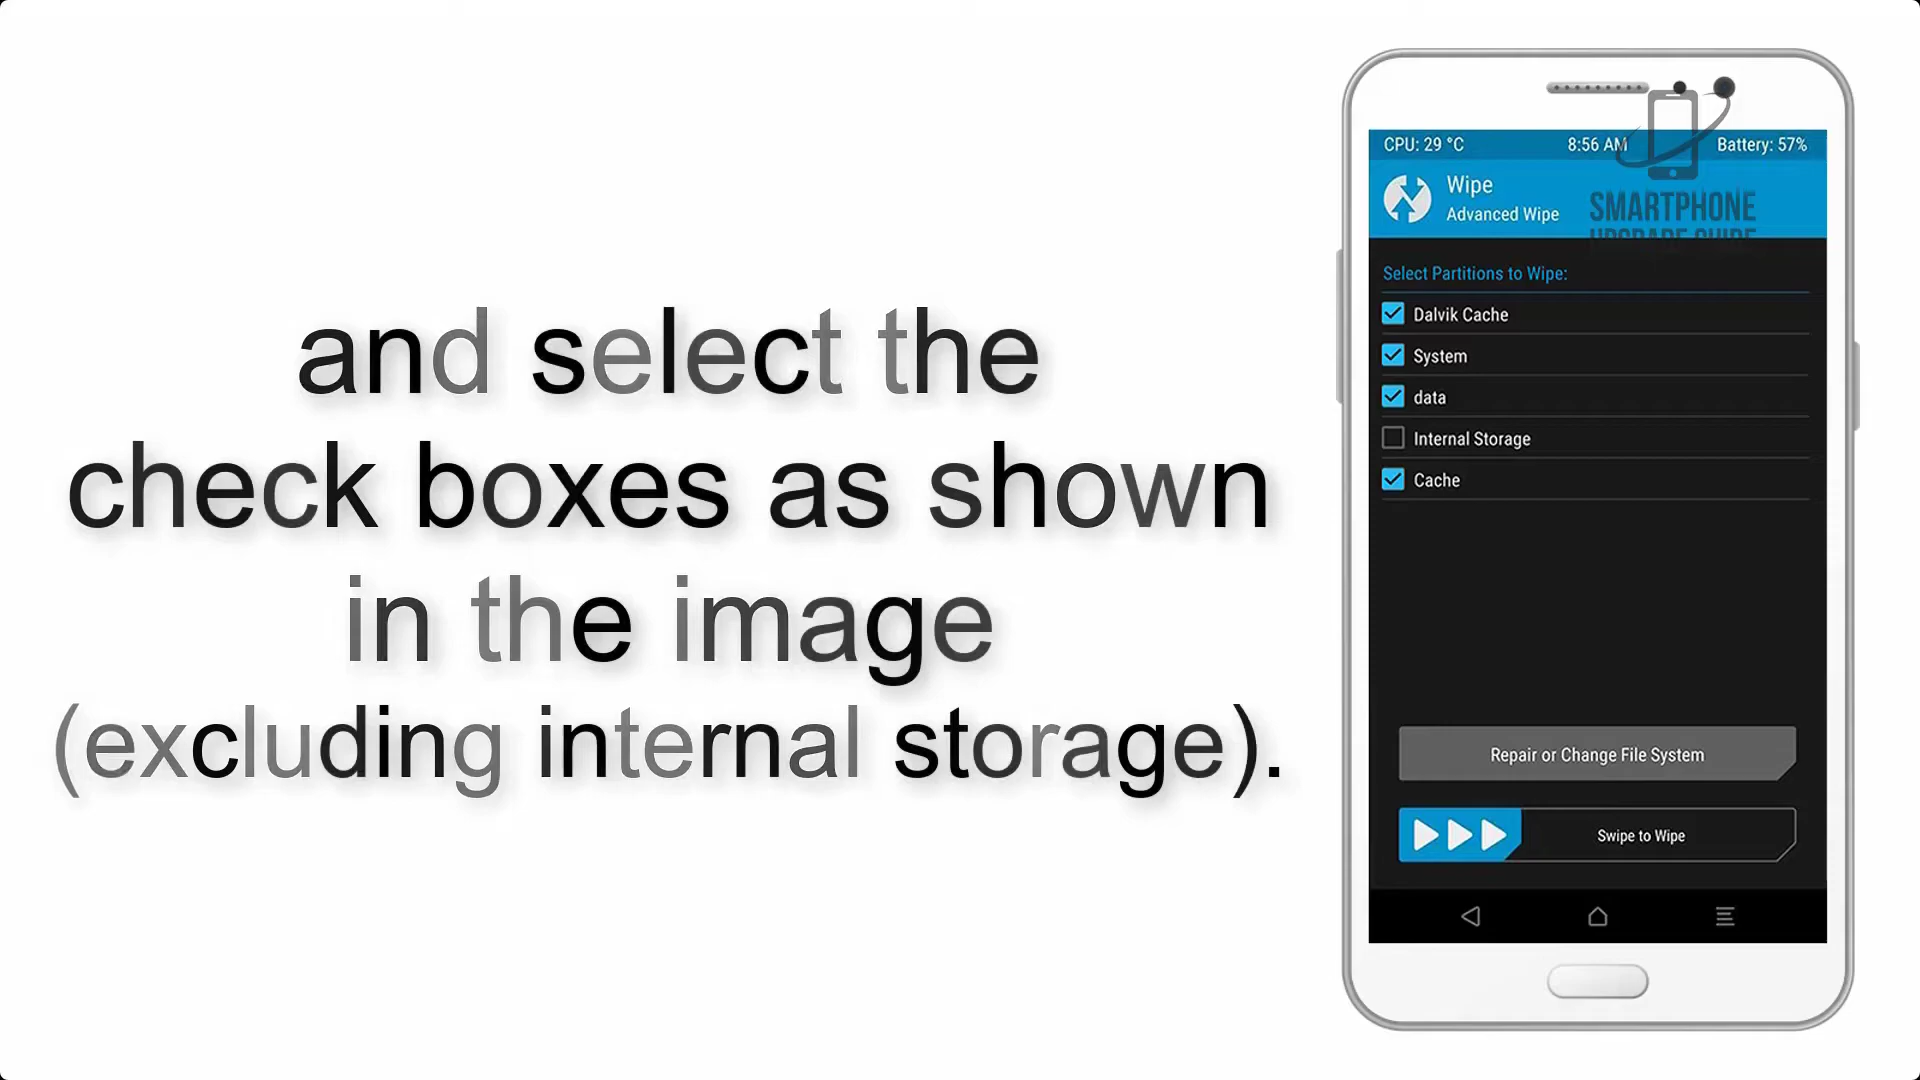 and select the
check boxes as shown
in the image
(excluding internal storage).
CPU: 29 °C 8:56 AM Battery: 57%
Wipe
Advanced Wipe
SMARTPHONE
UPGRADE GUIDE
Select Partitions to Wipe:
Dalvik Cache
System
data
Internal Storage
Cache
Repair or Change File System
Swipe to Wipe